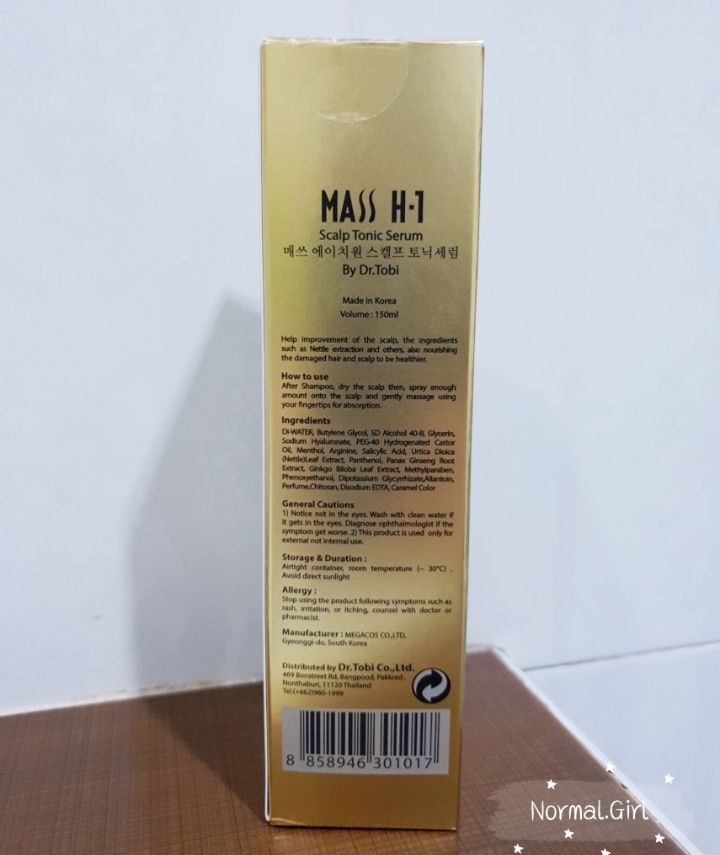 MASS H-1
Scalp Tonic Serum
매쓰 에이치원 스캘프 토닉세럼
By Dr.Tobi
Made in Korea
Volume : 150ml
Help improvement of the scalp, the ingredients
such as Nettle extraction and others, also nourishing
the damaged hair and scalp to be healthier.
How to use
After Shampoo, dry the scalp then, spray enough
amount onto the scalp and gently massage using
your fingertips for absorption.
Ingredients
DI-WATER, Butylene Glycol, SD Alcohol 40-B, Glycerin,
Sodium Hyaluronate, PEG-40 Hydrogenated Castor
Oil, Menthol, Arginine, Salicylic Acid, Urtica Dioica
(Nettle)Leaf Extract, Panthenol, Panax Ginseng Root
Extract, Ginkgo Biloba Leaf Extract, Methylparaben,
Phenoxyethanol, Dipotassium Glycyrrhizate,Allantoin,
Perfume,Chitosan, Disodium EDTA, Caramel Color
General Cautions
1) Notice not in the eyes. Wash with clean water if
it gets in the eyes. Diagnose ophthalmologist if the
symptom get worse. 2) This product is used only for
external not internal use.
Storage & Duration :
Airtight container, room temperature (~ 30°C) .
Avoid direct sunlight
Allergy :
Stop using the product following symptoms such as
rash, irritation, or itching, counsel with doctor or
pharmacist.
Manufacturer : MEGACOS CO.,LTD.
Gyeonggi-do, South Korea
Distributed by Dr.Tobi Co.,Ltd.
469 Bonstreet Rd, Bangpood, Pakkred,
Nonthaburi, 11120 Thailand
Tel.(+662)960-1999
8 858946 301017
Normal.Girl